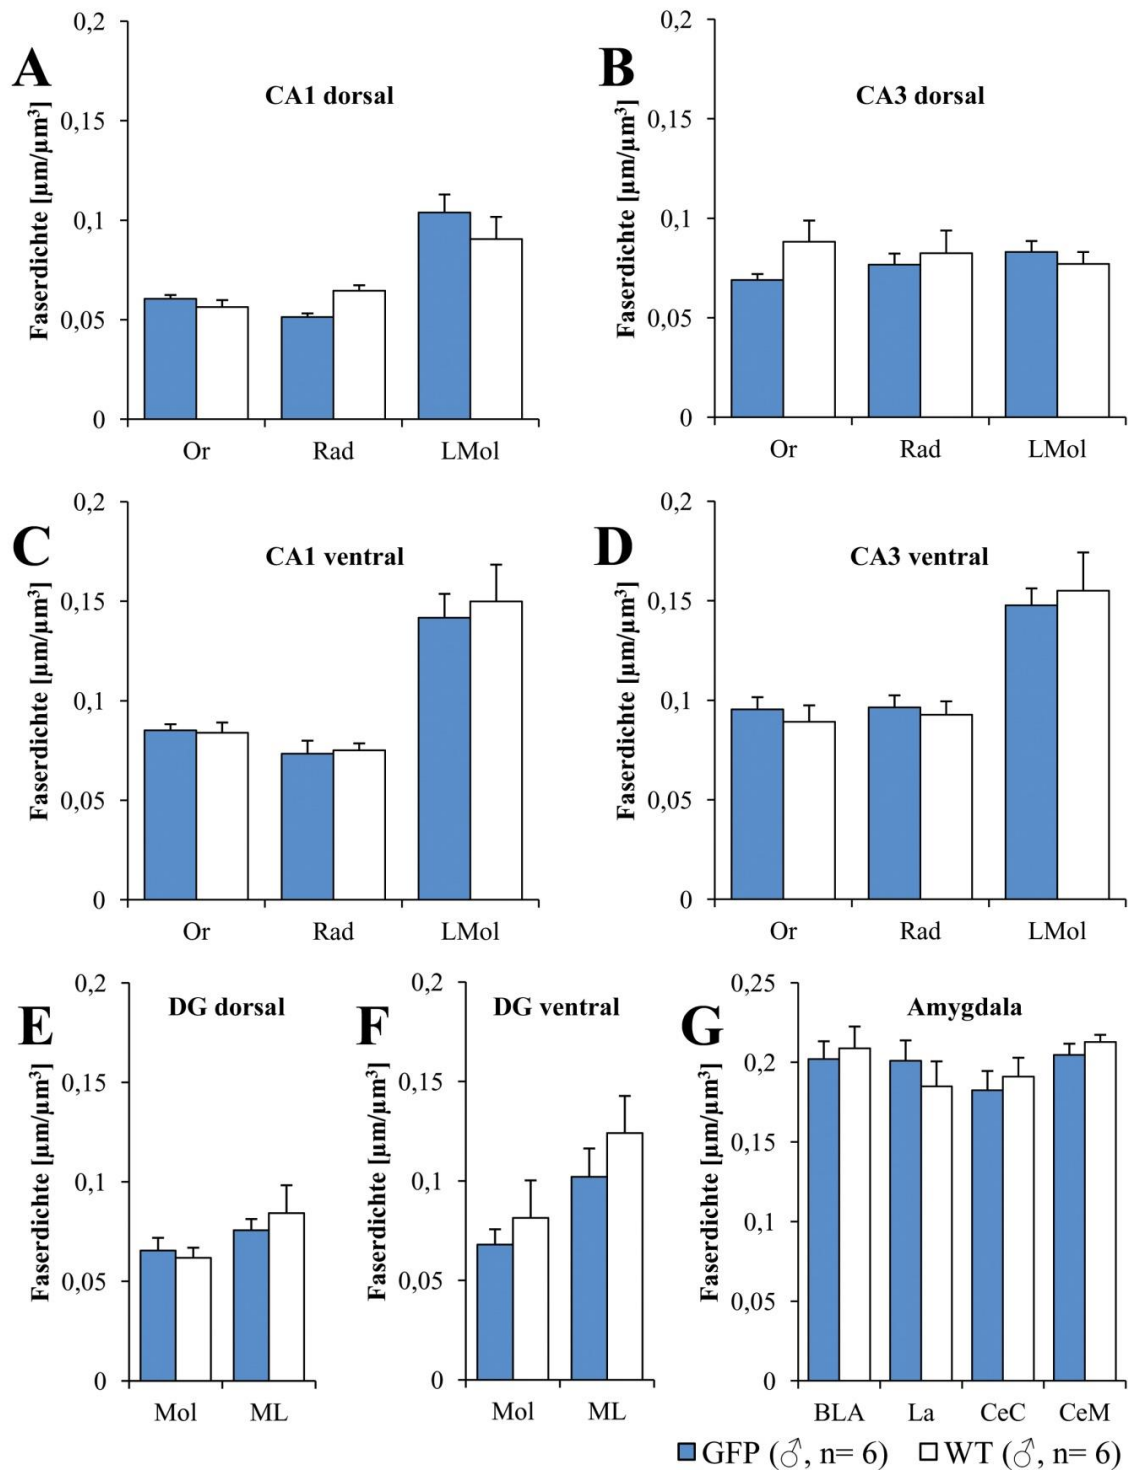 A
CA1 dorsal
Faserdichte [µm/µm³]
0,2
0,15
0,1
0,05
0
Or Rad LMol
B
CA3 dorsal
Faserdichte [µm/µm³]
0,2
0,15
0,1
0,05
0
Or Rad LMol
C
CA1 ventral
Faserdichte [µm/µm³]
0,2
0,15
0,1
0,05
0
Or Rad LMol
D
CA3 ventral
Faserdichte [µm/µm³]
0,2
0,15
0,1
0,05
0
Or Rad LMol
E
DG dorsal
Faserdichte [µm/µm³]
0,2
0,15
0,1
0,05
0
Mol ML
F
DG ventral
Faserdichte [µm/µm³]
0,2
0,15
0,1
0,05
0
Mol ML
G
Amygdala
Faserdichte [µm/µm³]
0,25
0,2
0,15
0,1
0,05
0
BLA La CeC CeM
GFP (♂, n= 6) WT (♂, n= 6)